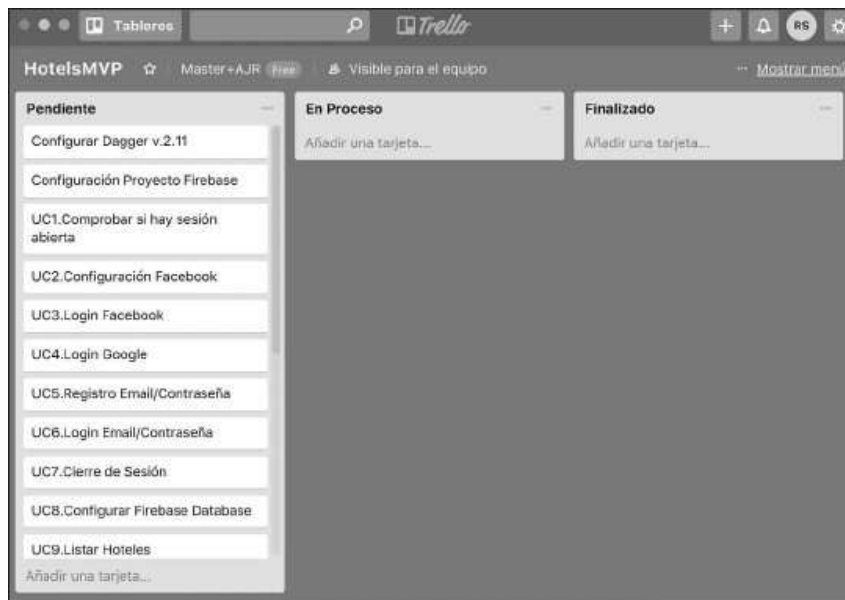 Tableros
Trello
RS
HotelsMVP
Master+AJR Free
Visible para el equipo
··· Mostrar menú
Pendiente
Configurar Dagger v.2.11
Configuración Proyecto Firebase
UC1.Comprobar si hay sesión
abierta
UC2.Configuración Facebook
UC3.Login Facebook
UC4.Login Google
UC5.Registro Email/Contraseña
UC6.Login Email/Contraseña
UC7.Cierre de Sesión
UC8.Configurar Firebase Database
UC9.Listar Hoteles
Añadir una tarjeta...
En Proceso
Añadir una tarjeta...
Finalizado
Añadir una tarjeta...